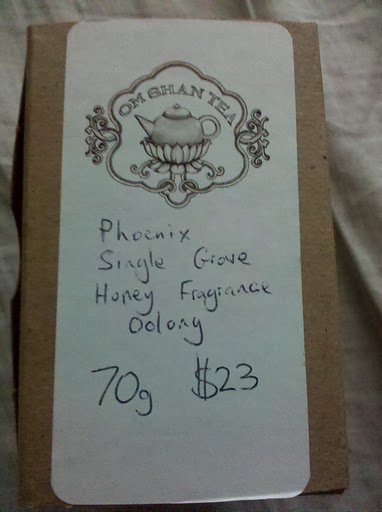 OM SHAN TEA
Phoenix
Single Grove
Honey Fragrance
Oolong
70g $23